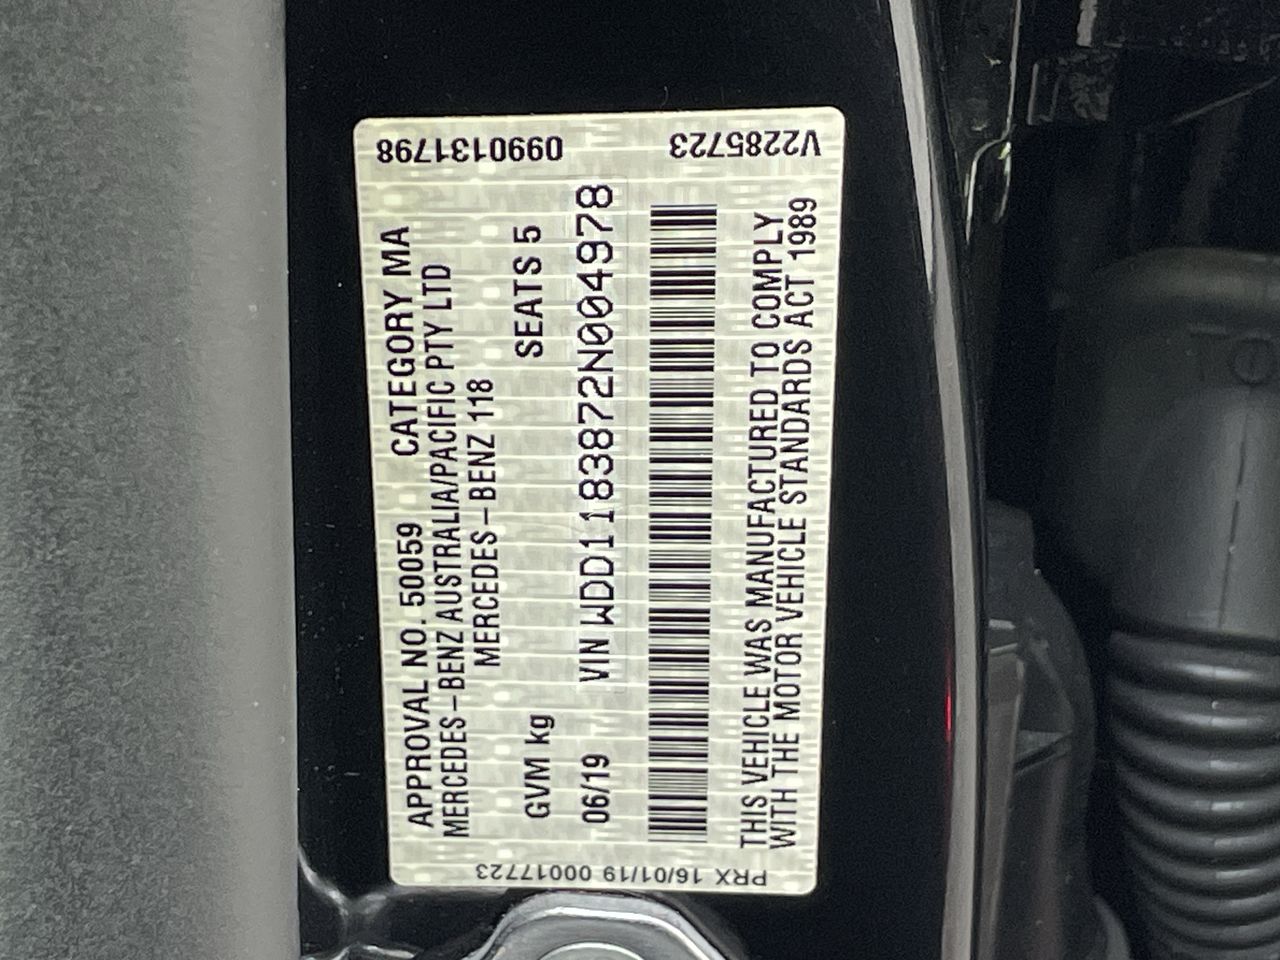 APPROVAL NO. 50059 CATEGORY MA
MERCEDES-BENZ AUSTRALIA/PACIFIC PTY LTD
MERCEDES-BENZ 118
GVM kg SEATS 5
06/19 VIN WDD1183872N004978
THIS VEHICLE WAS MANUFACTURED TO COMPLY
WITH THE MOTOR VEHICLE STANDARDS ACT 1989
0990131798
V2285723
PRX 16/01/19 00017723